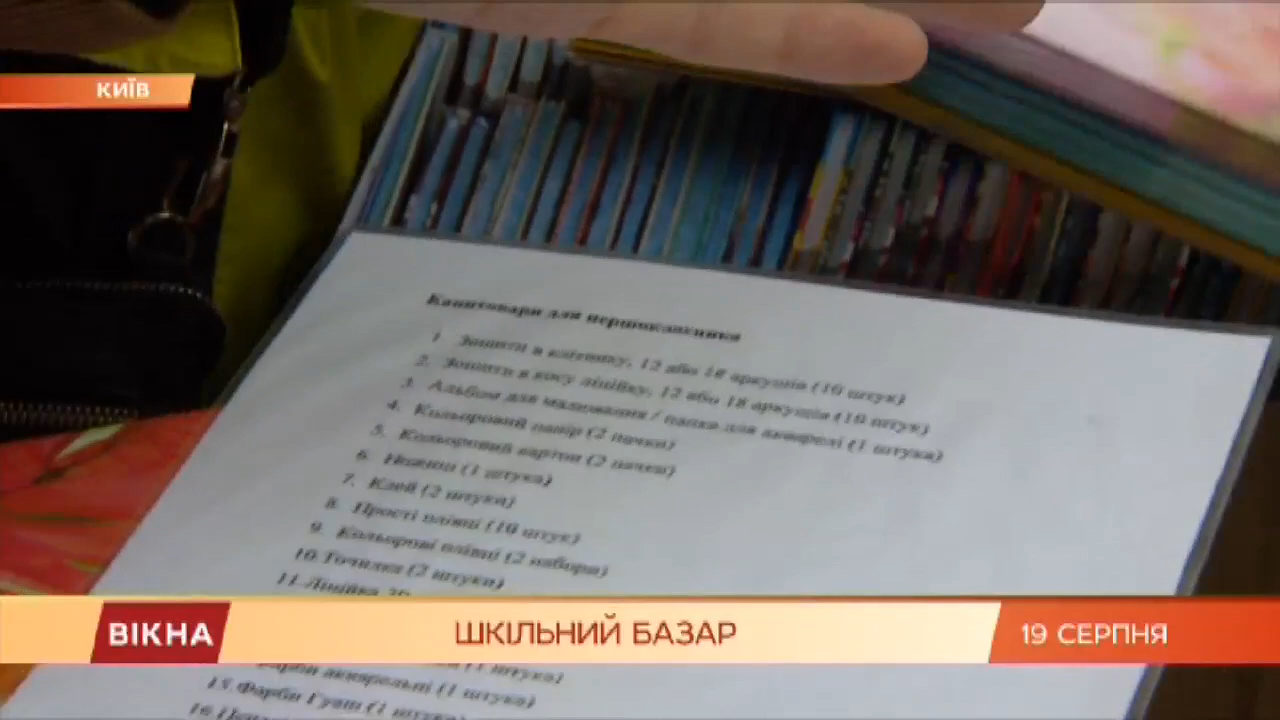 КИЇВ
Канцтовари для першокласника
1. Зошити в клітинку, 12 або 18 аркушів (10 штук)
2. Зошити в косу лінійку, 12 або 18 аркушів (10 штук)
3. Альбом для малювання / папка для акварелі (1 штука)
4. Кольоровий папір (2 пачки)
5. Кольоровий картон (2 пачки)
6. Ножиці (1 штука)
7. Клей (2 штуки)
8. Прості олівці (10 штук)
9. Кольорові олівці (2 набори)
10. Точилка (2 штуки)
11. Лінійка 20
ВІКНА
ШКІЛЬНИЙ БАЗАР
19 СЕРПНЯ
(1 штука)
акварельні (1 штука)
15. Фарби Гуаш (1 штука)
16.